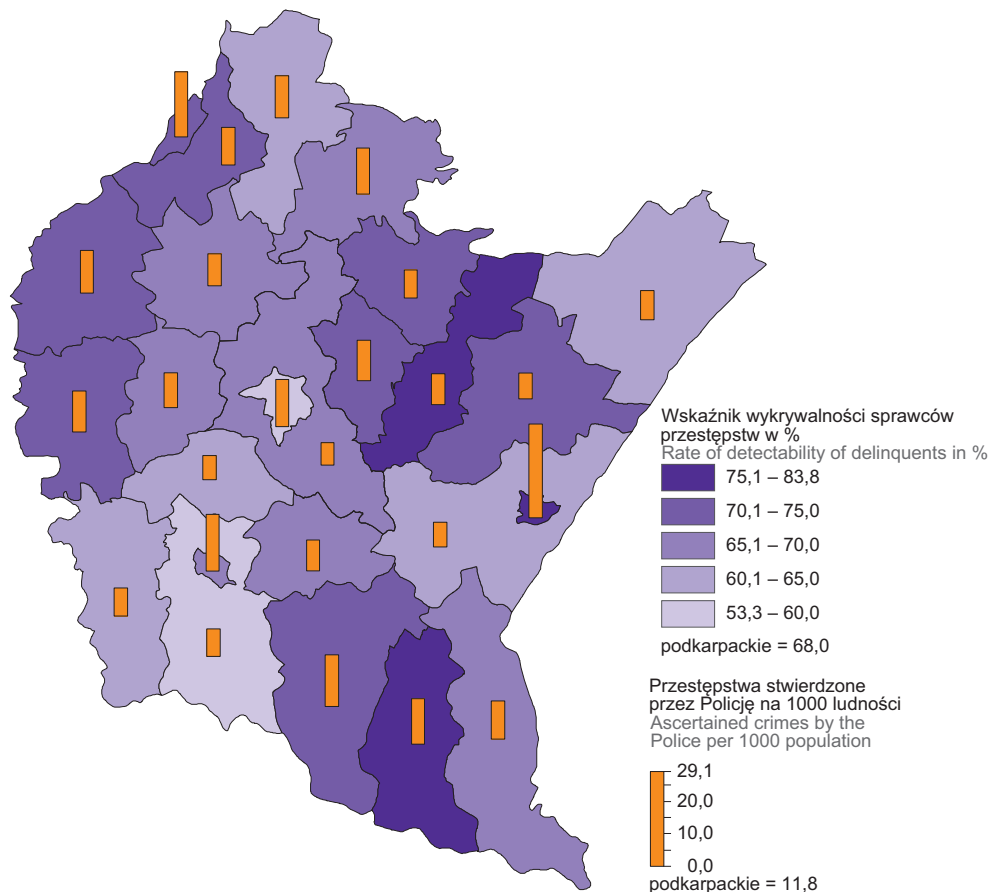 Wskaźnik wykrywalności sprawców
przestępstw w %
Rate of detectability of delinquents in %
75,1 – 83,8
70,1 – 75,0
65,1 – 70,0
60,1 – 65,0
53,3 – 60,0
podkarpackie = 68,0
Przestępstwa stwierdzone
przez Policję na 1000 ludności
Ascertained crimes by the
Police per 1000 population
29,1
20,0
10,0
0,0
podkarpackie = 11,8